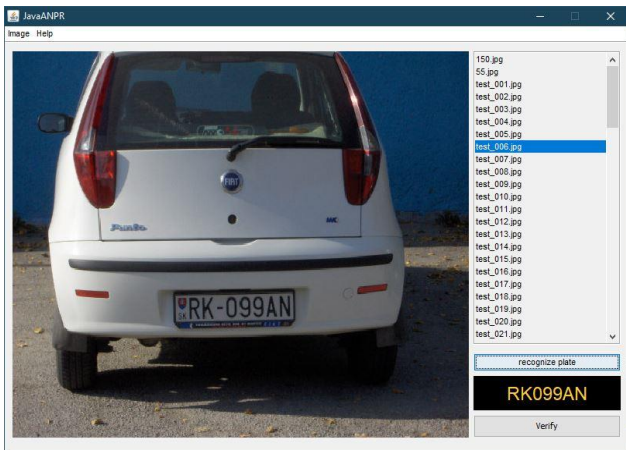 JavaANPR
Image Help
150.jpg
55.jpg
test_001.jpg
test_002.jpg
test_003.jpg
test_004.jpg
test_005.jpg
test_006.jpg
test_007.jpg
test_008.jpg
test_009.jpg
test_010.jpg
test_011.jpg
test_012.jpg
test_013.jpg
test_014.jpg
test_015.jpg
test_016.jpg
test_017.jpg
test_018.jpg
test_019.jpg
test_020.jpg
test_021.jpg
FIAT
Punto
SK RK-099AN
recognize plate
RK099AN
Verify